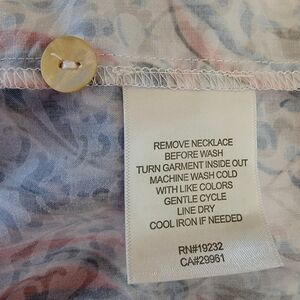 REMOVE NECKLACE
BEFORE WASH
TURN GARMENT INSIDE OUT
MACHINE WASH COLD
WITH LIKE COLORS
GENTLE CYCLE
LINE DRY
COOL IRON IF NEEDED
RN#19232
CA#29961